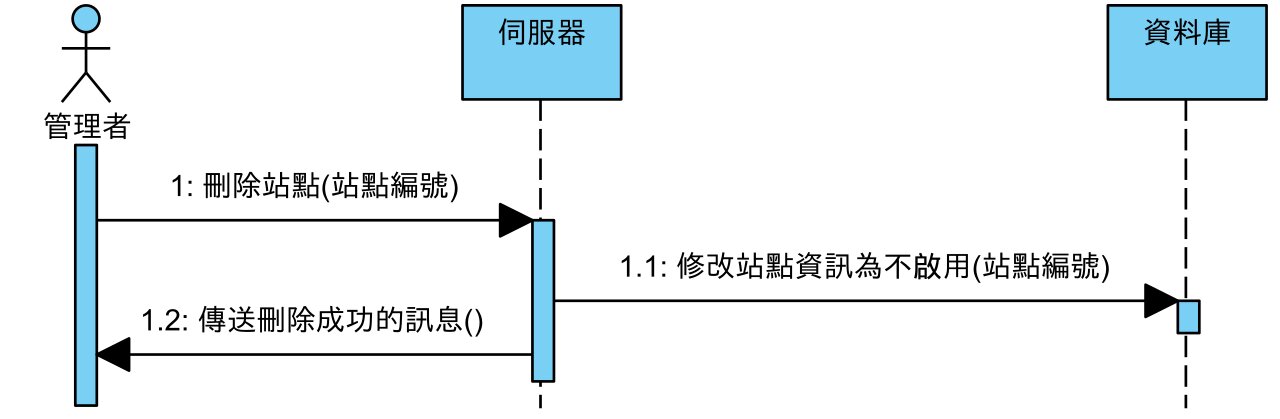 伺服器
資料庫
管理者
1: 刪除站點(站點編號)
1.1: 修改站點資訊為不啟用(站點編號)
1.2: 傳送刪除成功的訊息()